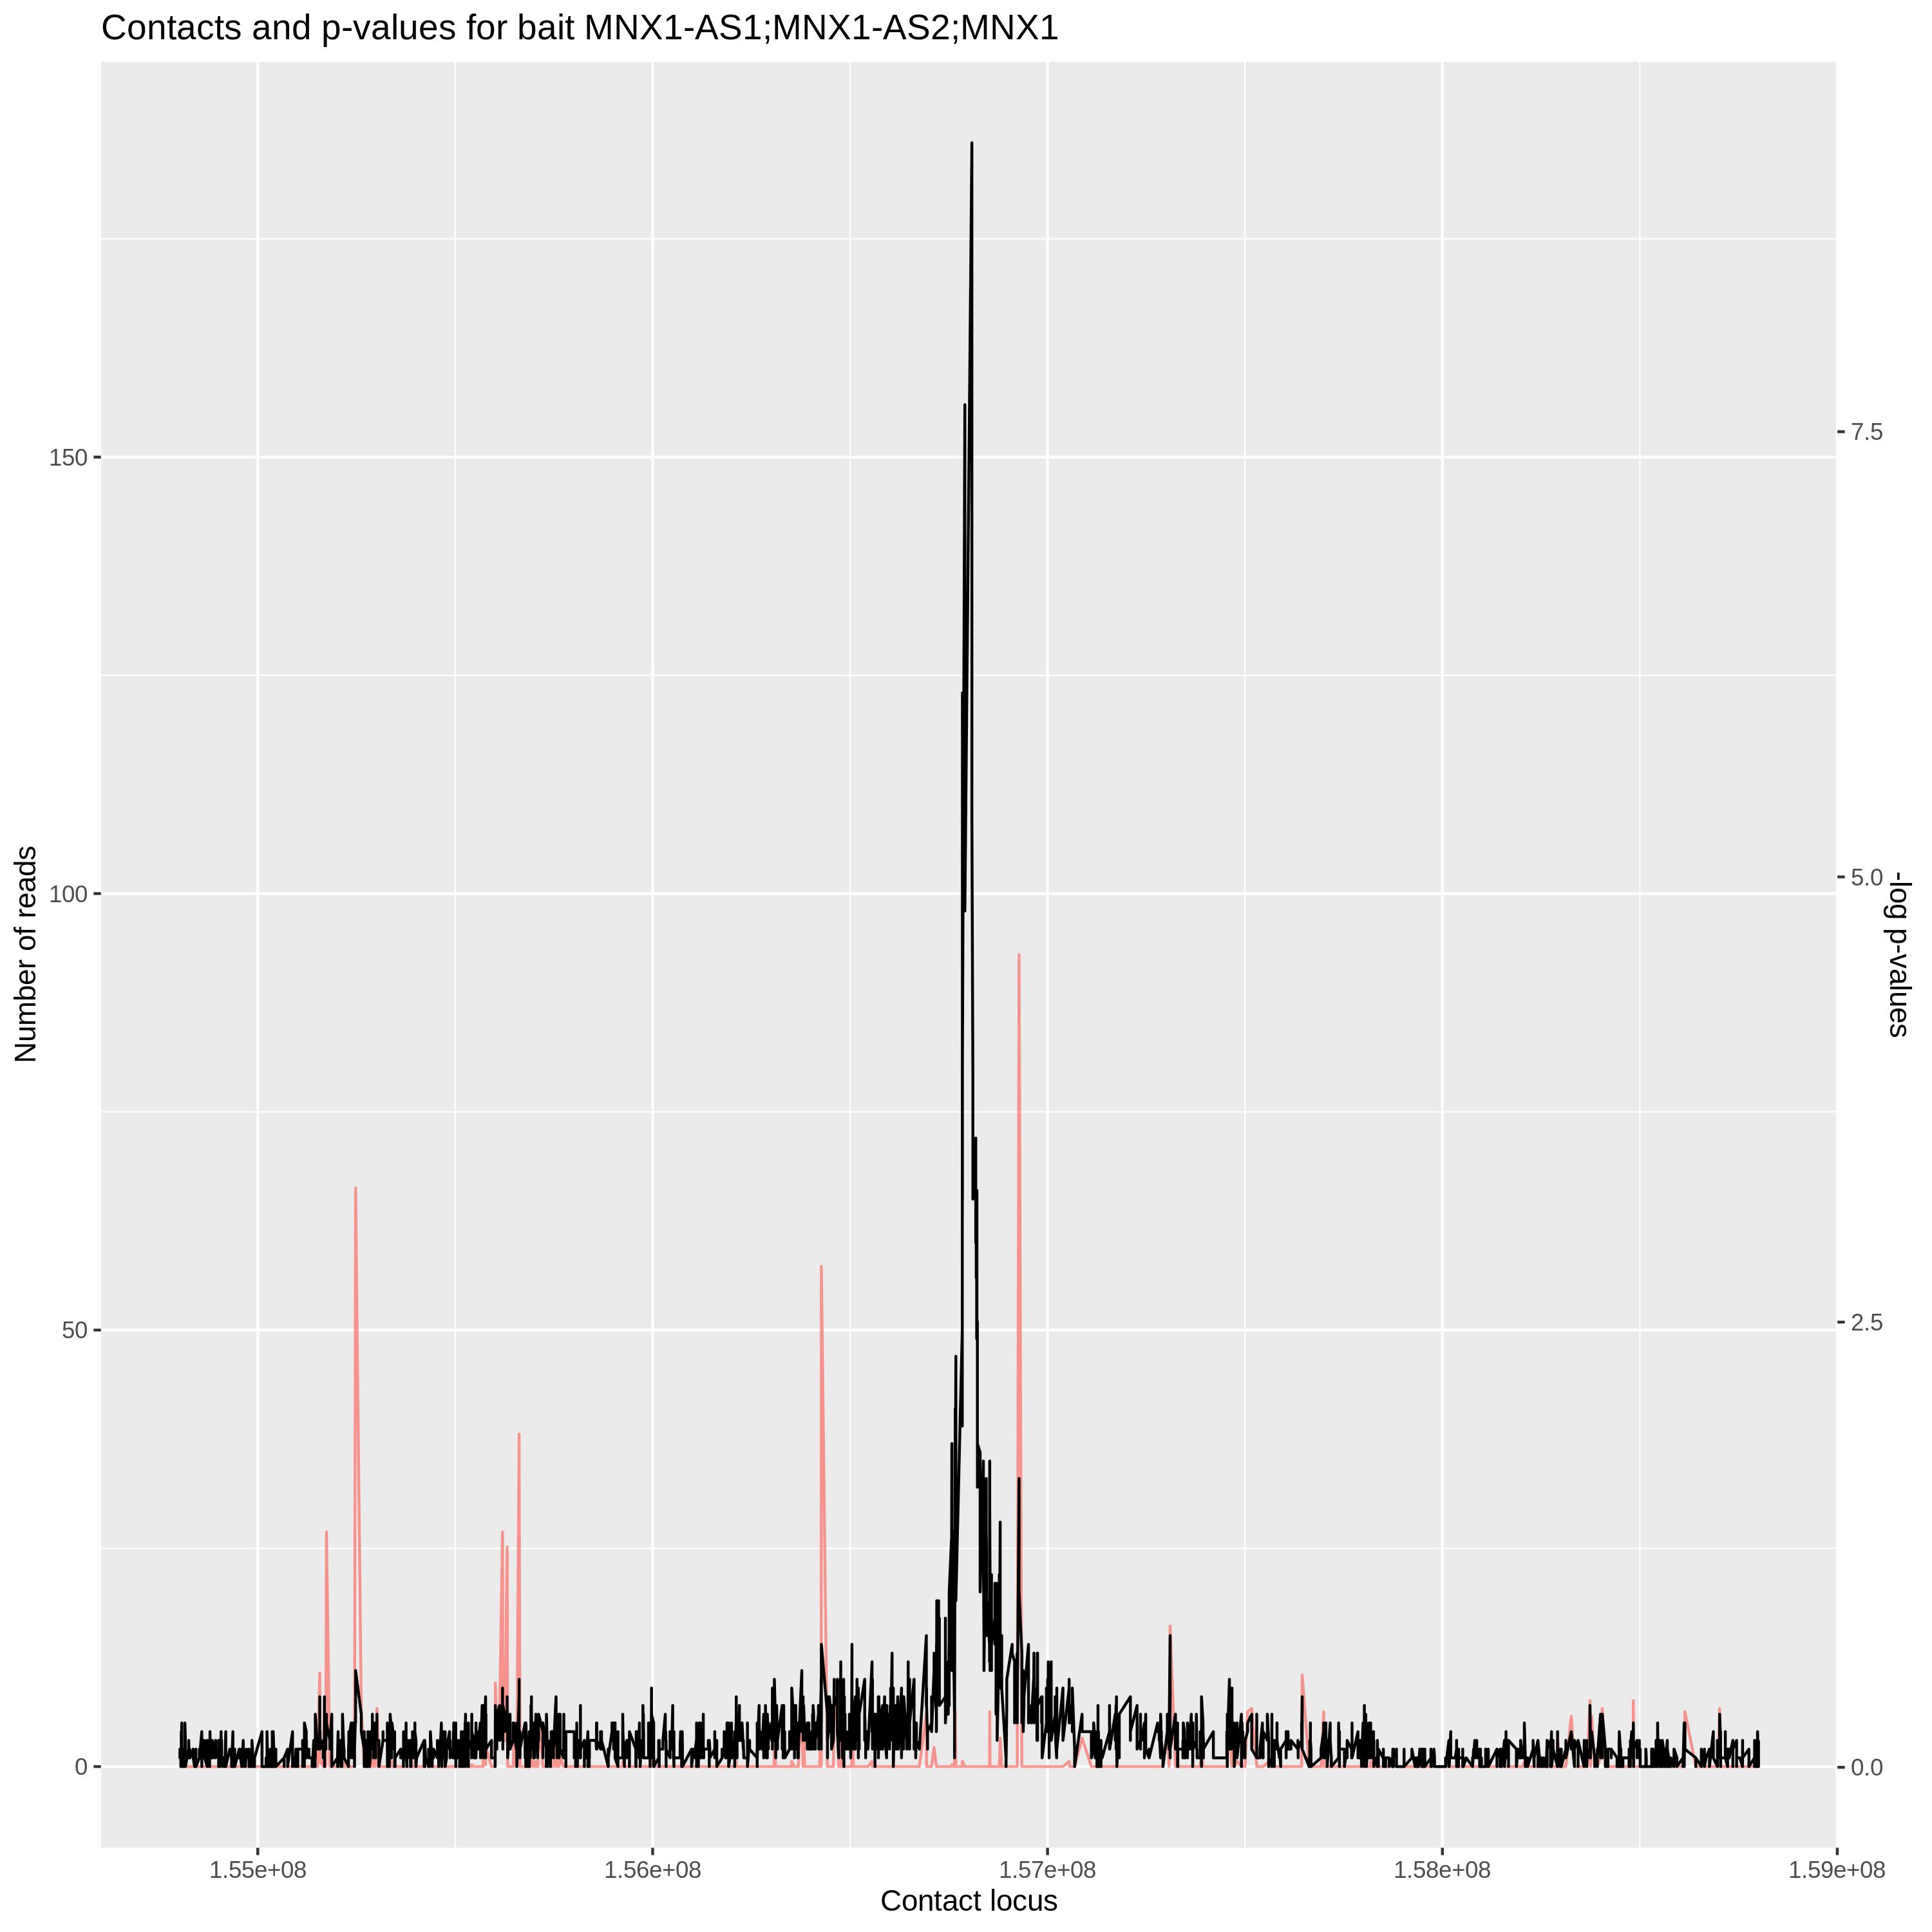 Contacts and p-values for bait MNX1-AS1;MNX1-AS2;MNX1
Number of reads
150
100
50
0
7.5
5.0
2.5
0.0
-log p-values
1.55e+08
1.56e+08
1.57e+08
1.58e+08
1.59e+08
Contact locus